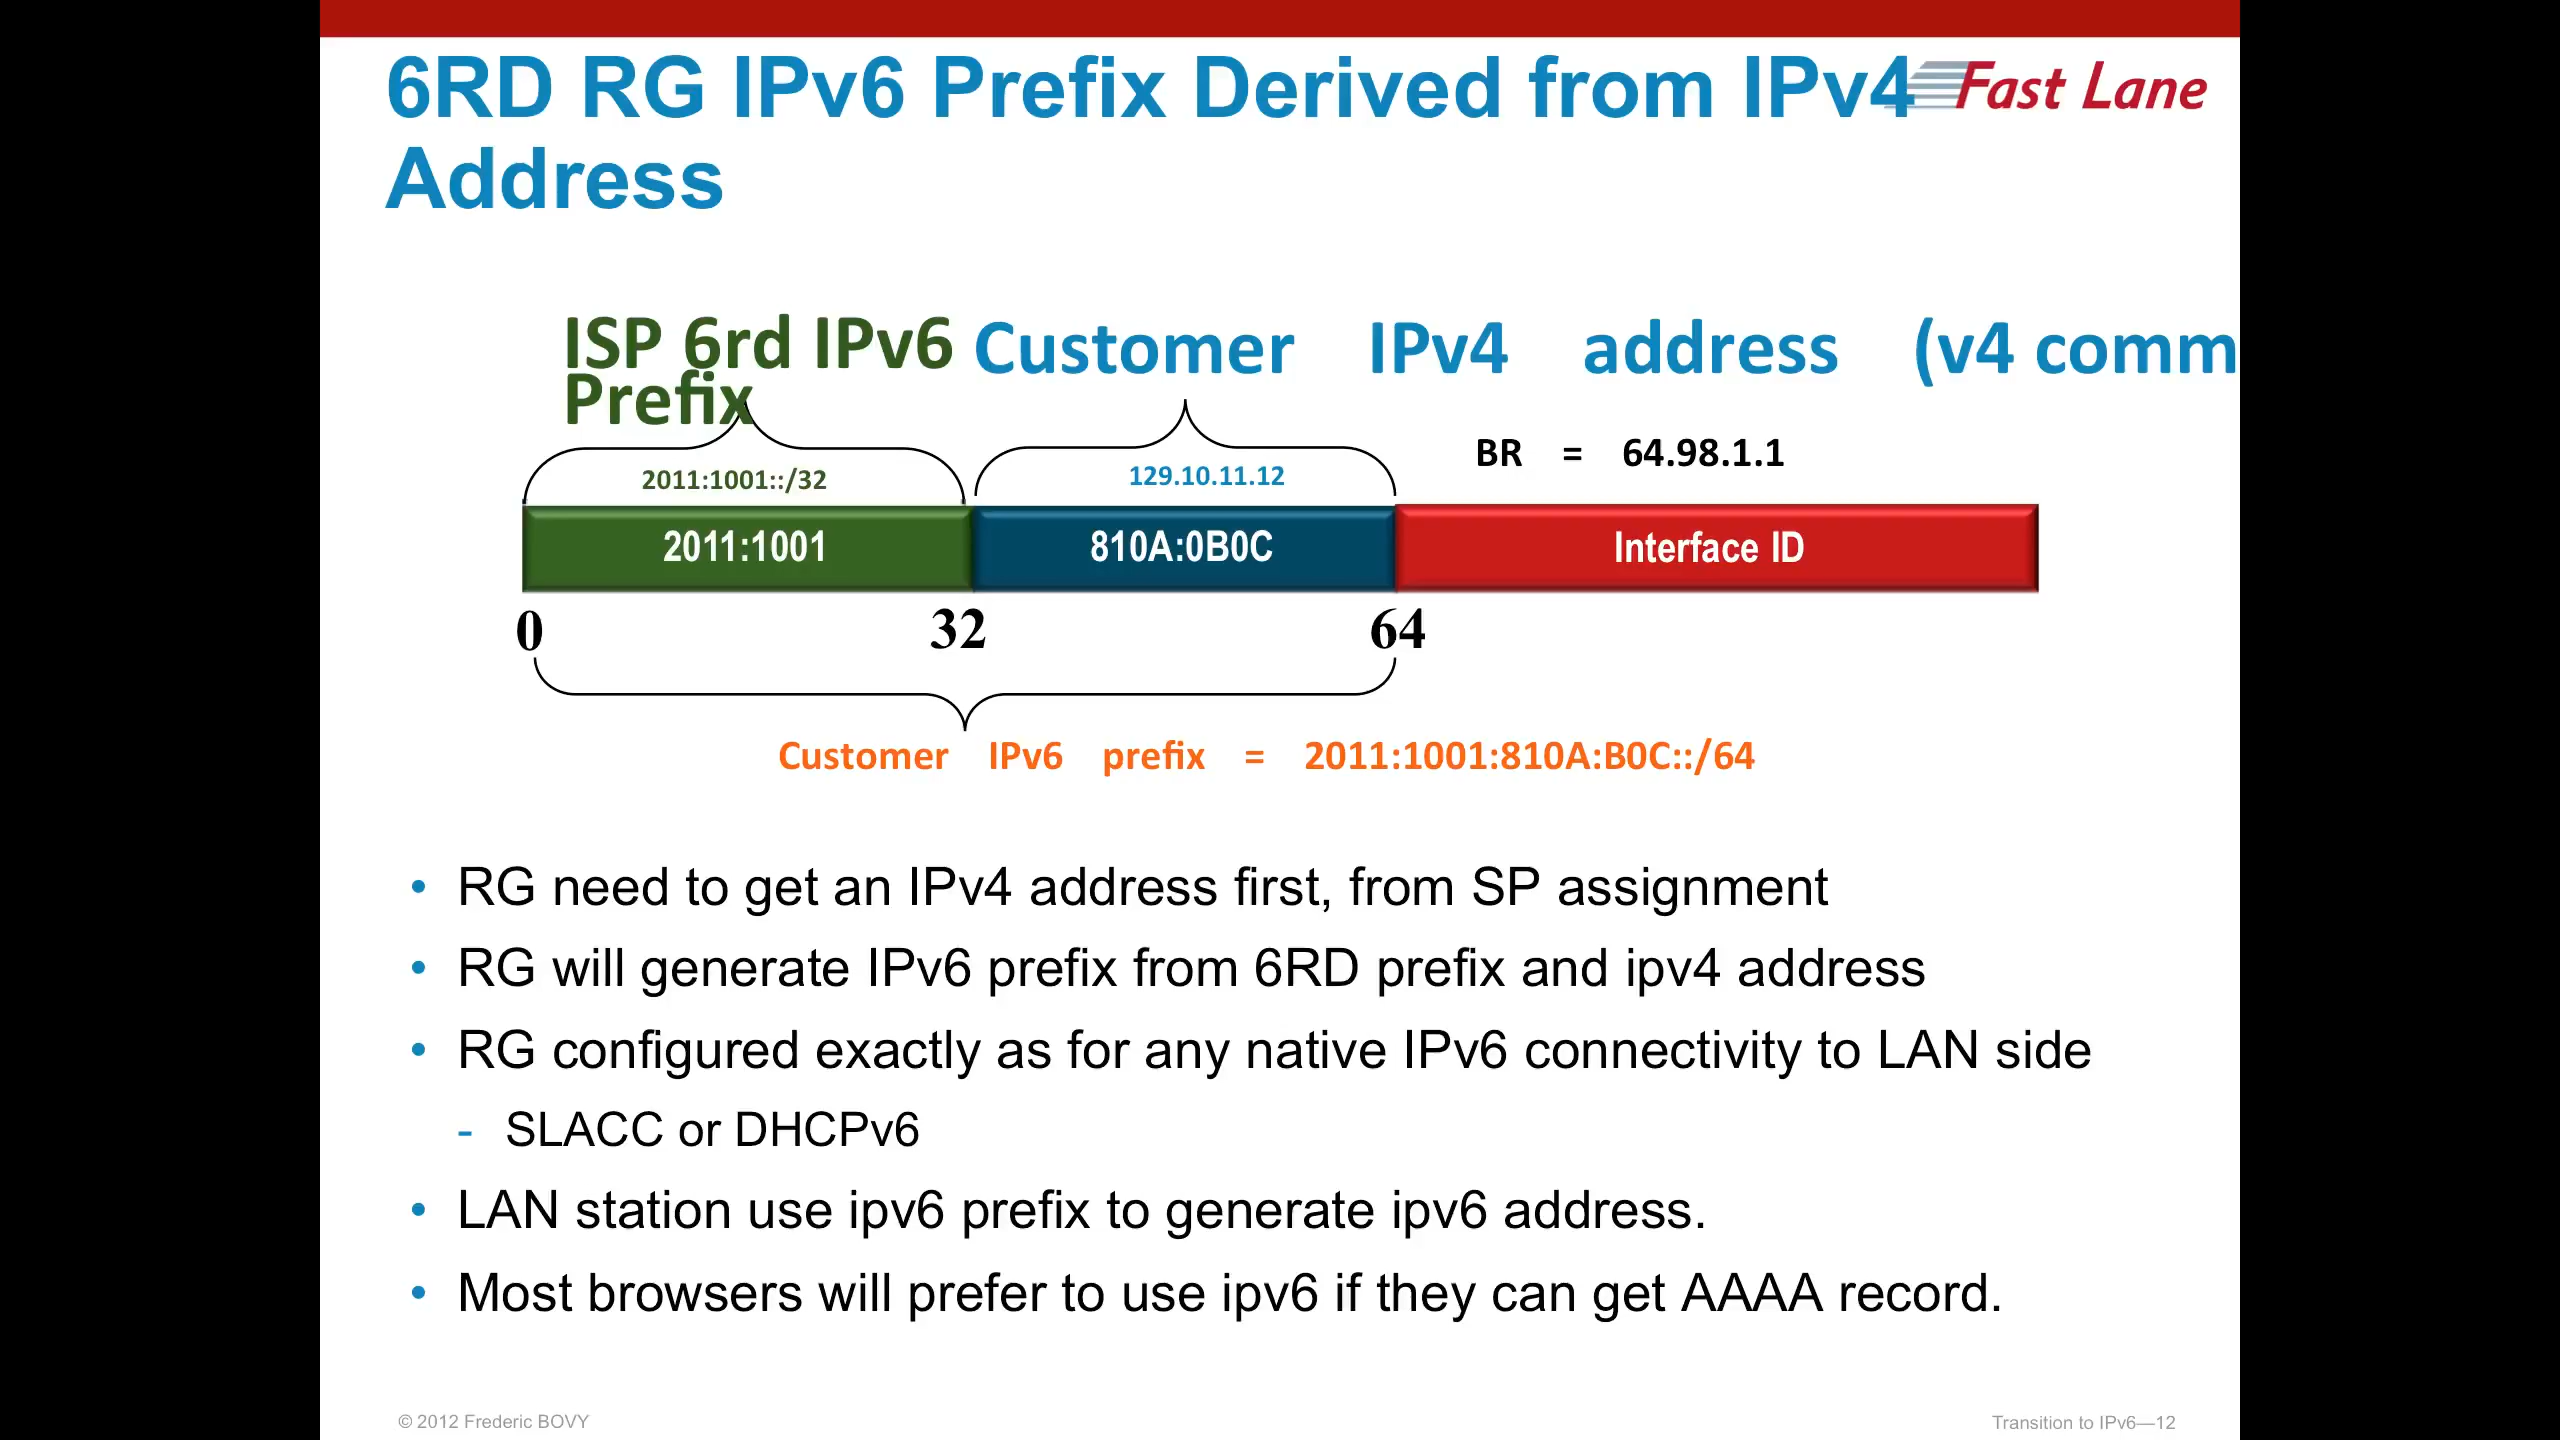 6RD RG IPv6 Prefix Derived from IPv4
Address
Fast Lane
ISP 6rd IPv6
Prefix
Customer IPv4 address (v4 comm
BR = 64.98.1.1
2011:1001::/32
129.10.11.12
2011:1001
810A:0B0C
Interface ID
0
32
64
Customer IPv6 prefix = 2011:1001:810A:B0C::/64
• RG need to get an IPv4 address first, from SP assignment
• RG will generate IPv6 prefix from 6RD prefix and ipv4 address
• RG configured exactly as for any native IPv6 connectivity to LAN side
- SLACC or DHCPv6
• LAN station use ipv6 prefix to generate ipv6 address.
• Most browsers will prefer to use ipv6 if they can get AAAA record.
© 2012 Frederic BOVY
Transition to IPv6—12